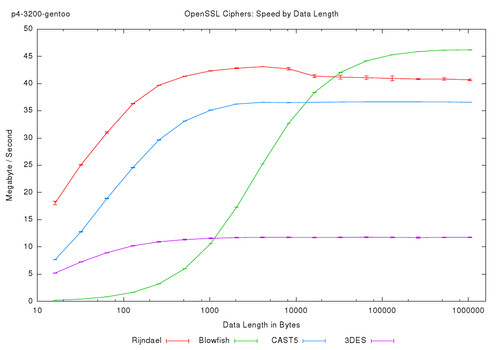 p4-3200-gentoo OpenSSL Ciphers: Speed by Data Length
50
45
40
35
30
25
20
15
10
5
0
Megabyte / Second
10 100 1000 10000 100000 1000000
Data Length in Bytes
Rijndael Blowfish CAST5 3DES